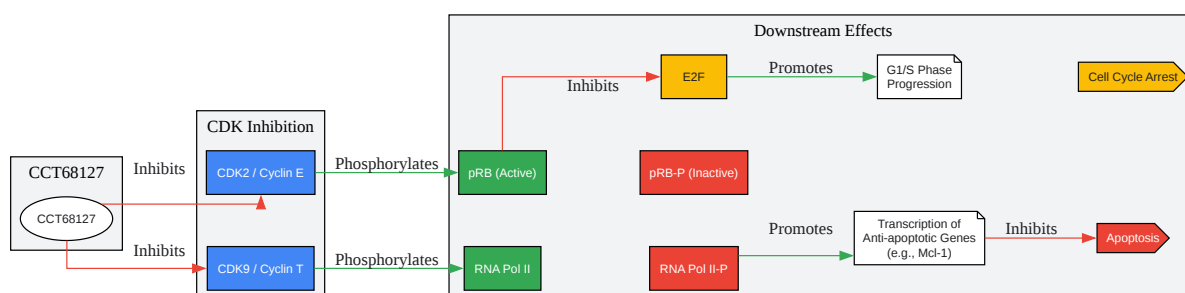 Downstream Effects
Promotes
E2F
G1/S Phase
Progression
Cell Cycle Arrest
Inhibits
CDK Inhibition
CCT68127
Inhibits
CDK2 / Cyclin E
Phosphorylates
pRB (Active)
pRB-P (Inactive)
CCT68127
Promotes
Transcription of
Anti-apoptotic Genes
(e.g., Mcl-1)
Inhibits
Apoptosis
Inhibits
CDK9 / Cyclin T
Phosphorylates
RNA Pol II
RNA Pol II-P